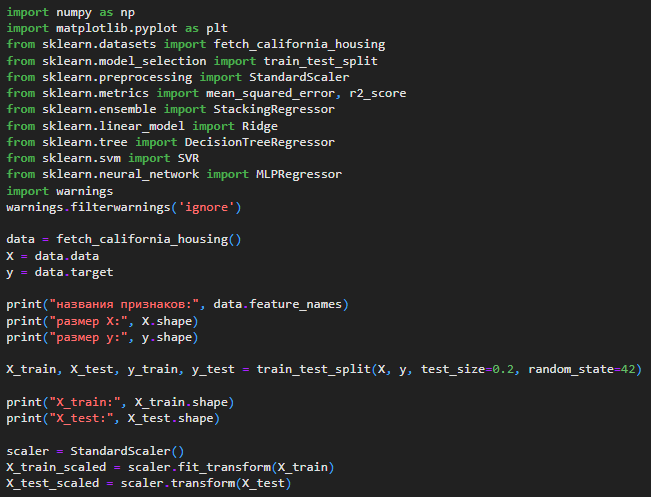 import numpy as np
import matplotlib.pyplot as plt
from sklearn.datasets import fetch_california_housing
from sklearn.model_selection import train_test_split
from sklearn.preprocessing import StandardScaler
from sklearn.metrics import mean_squared_error, r2_score
from sklearn.ensemble import StackingRegressor
from sklearn.linear_model import Ridge
from sklearn.tree import DecisionTreeRegressor
from sklearn.svm import SVR
from sklearn.neural_network import MLPRegressor
import warnings
warnings.filterwarnings('ignore')
data = fetch_california_housing()
X = data.data
y = data.target
print("названия признаков:", data.feature_names)
print("размер X:", X.shape)
print("размер y:", y.shape)
X_train, X_test, y_train, y_test = train_test_split(X, y, test_size=0.2, random_state=42)
print("X_train:", X_train.shape)
print("X_test:", X_test.shape)
scaler = StandardScaler()
X_train_scaled = scaler.fit_transform(X_train)
X_test_scaled = scaler.transform(X_test)